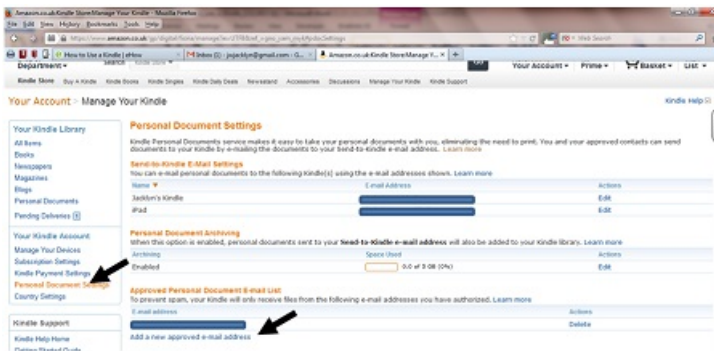 Amazon.co.uk Kindle Store Manage Your Kindle - Mozilla Firefox
File Edit View History Bookmarks Tools Help
How to Use a Kindle | eHow
Amazon.co.uk Kindle Store Manage Y...
Department
Search
Your Account
Prime
Basket
List
Kindle Store Buy A Kindle Kindle Books Kindle Singles Kindle Daily Deals Newsstand Accessories Discussions Manage Your Kindle Kindle Support
Your Account > Manage Your Kindle
Kindle Help
Your Kindle Library
All Items
Books
Newspapers
Magazines
Blogs
Personal Documents
Pending Deliveries
Your Kindle Account
Manage Your Devices
Subscription Settings
Kindle Payment Settings
Personal Document Settings
Country Settings
Kindle Support
Kindle Help Home
Getting Started Guide
Personal Document Settings
Kindle Personal Documents service makes it easy to take your personal documents with you, eliminating the need to print. You and your approved contacts can send
documents to your Kindle by e-mailing the documents to your Send-to-Kindle e-mail address. Learn more
Send-to-Kindle E-Mail Settings
You can e-mail personal documents to the following Kindle(s) using the e-mail addresses shown. Learn more
Name E-mail Address Actions
Jacklyn's Kindle Edit
iPad Edit
Personal Document Archiving
When this option is enabled, personal documents sent to your Send-to-Kindle e-mail address will also be added to your Kindle library. Learn more
Archiving Space Used Actions
Enabled 0.0 of 5 GB (0%) Edit
Approved Personal Document E-mail List
To prevent spam, your Kindle will only receive files from the following e-mail addresses you have authorized. Learn more
E-mail address Actions
Delete
Add a new approved e-mail address